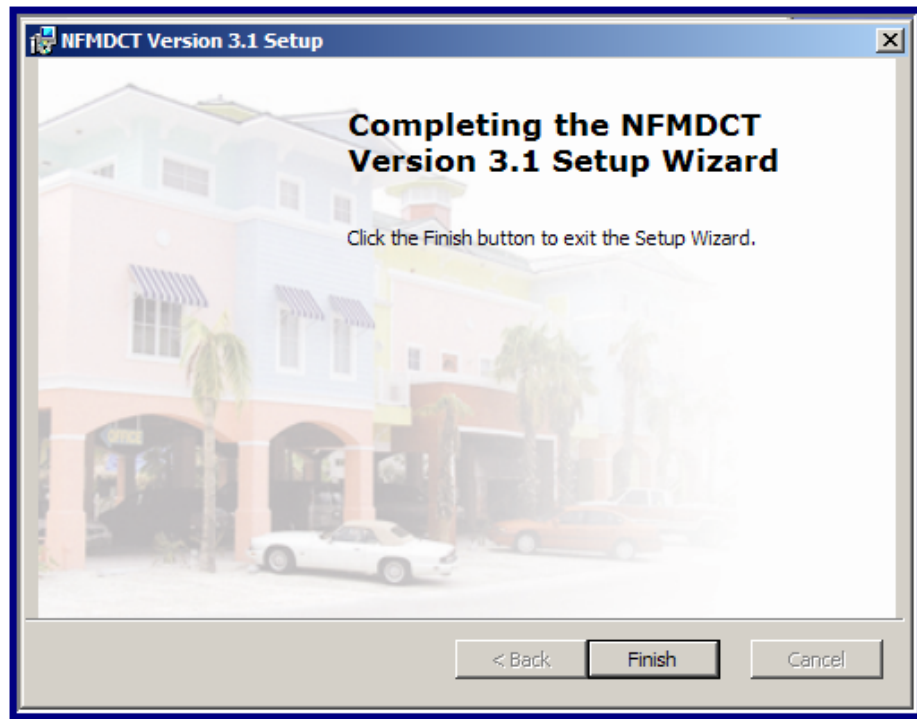 NFMDCT Version 3.1 Setup
Completing the NFMDCT
Version 3.1 Setup Wizard
Click the Finish button to exit the Setup Wizard.
OFFICE
< Back
Finish
Cancel